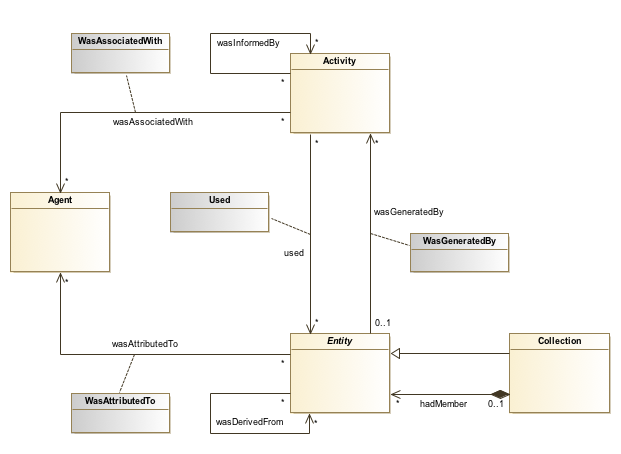 WasAssociatedWith
wasInformedBy
*
Activity
*
wasAssociatedWith
*
*
*
*
Agent
Used
wasGeneratedBy
WasGeneratedBy
used
*
*
0..1
Entity
Collection
wasAttributedTo
*
WasAttributedTo
*
*
hadMember
0..1
wasDerivedFrom
*